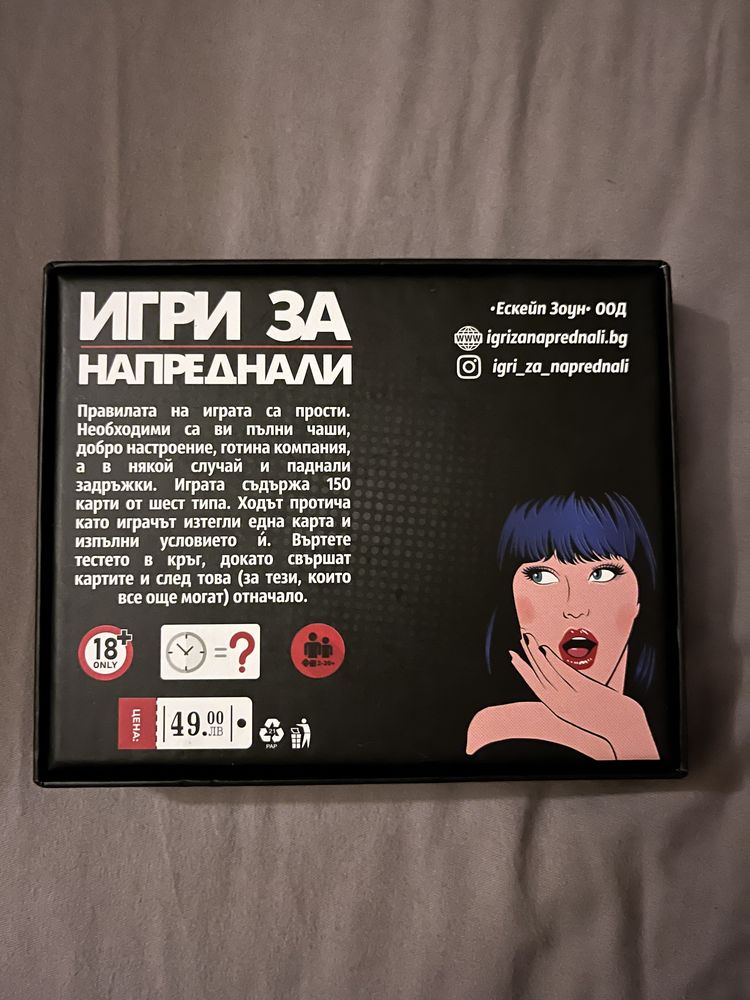 ИГРИ ЗА
НАПРЕДНАЛИ
Правилата на играта са прости.
Необходими са ви пълни чаши,
добро настроение, готина компания,
а в някой случай и паднали
задръжки. Играта съдържа 150
карти от шест типа. Ходът протича
като играчът изтегли една карта и
изпълни условието ѝ. Въртете
тестето в кръг, докато свършат
картите и след това (за тези, които
все още могат) отначало.
18+
ONLY
=?
ЦЕНА:
49.00
ЛВ
21
PAP
•Ескейп Зоун• ООД
www igrizanaprednali.bg
igri_za_naprednali